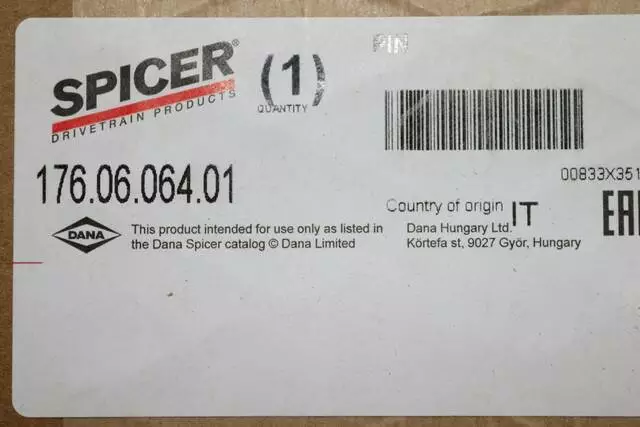 PIN
SPICER®
DRIVETRAIN PRODUCTS
(1)
QUANTITY
176.06.064.01
00833X351
Country of origin IT
DANA
This product intended for use only as listed in
the Dana Spicer catalog © Dana Limited
Dana Hungary Ltd.
Körtefa st, 9027 Győr, Hungary